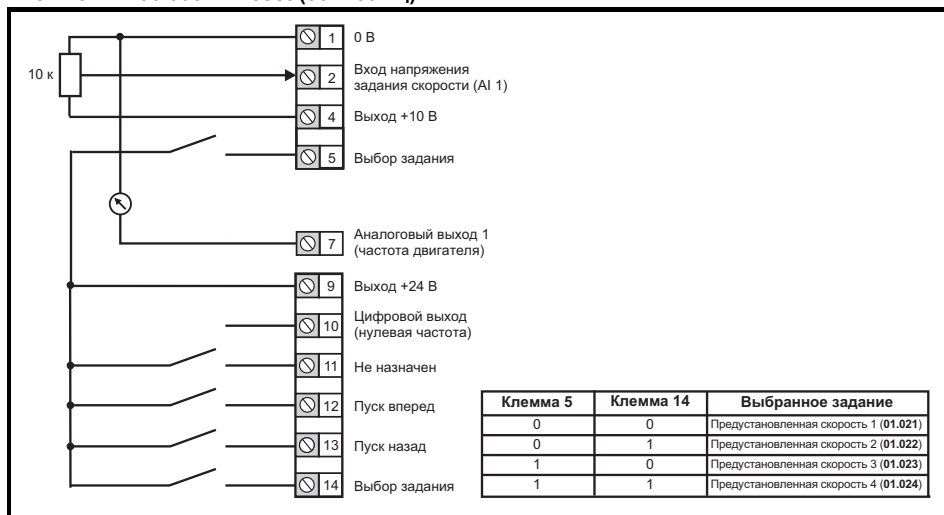 1 0 В
10 к
2 Вход напряжения
задания скорости (AI 1)
4 Выход +10 В
5 Выбор задания
7 Аналоговый выход 1
(частота двигателя)
9 Выход +24 В
10 Цифровой выход
(нулевая частота)
11 Не назначен
12 Пуск вперед
13 Пуск назад
14 Выбор задания
Клемма 5 Клемма 14 Выбранное задание
0 0 Предустановленная скорость 1 (01.021)
0 1 Предустановленная скорость 2 (01.022)
1 0 Предустановленная скорость 3 (01.023)
1 1 Предустановленная скорость 4 (01.024)